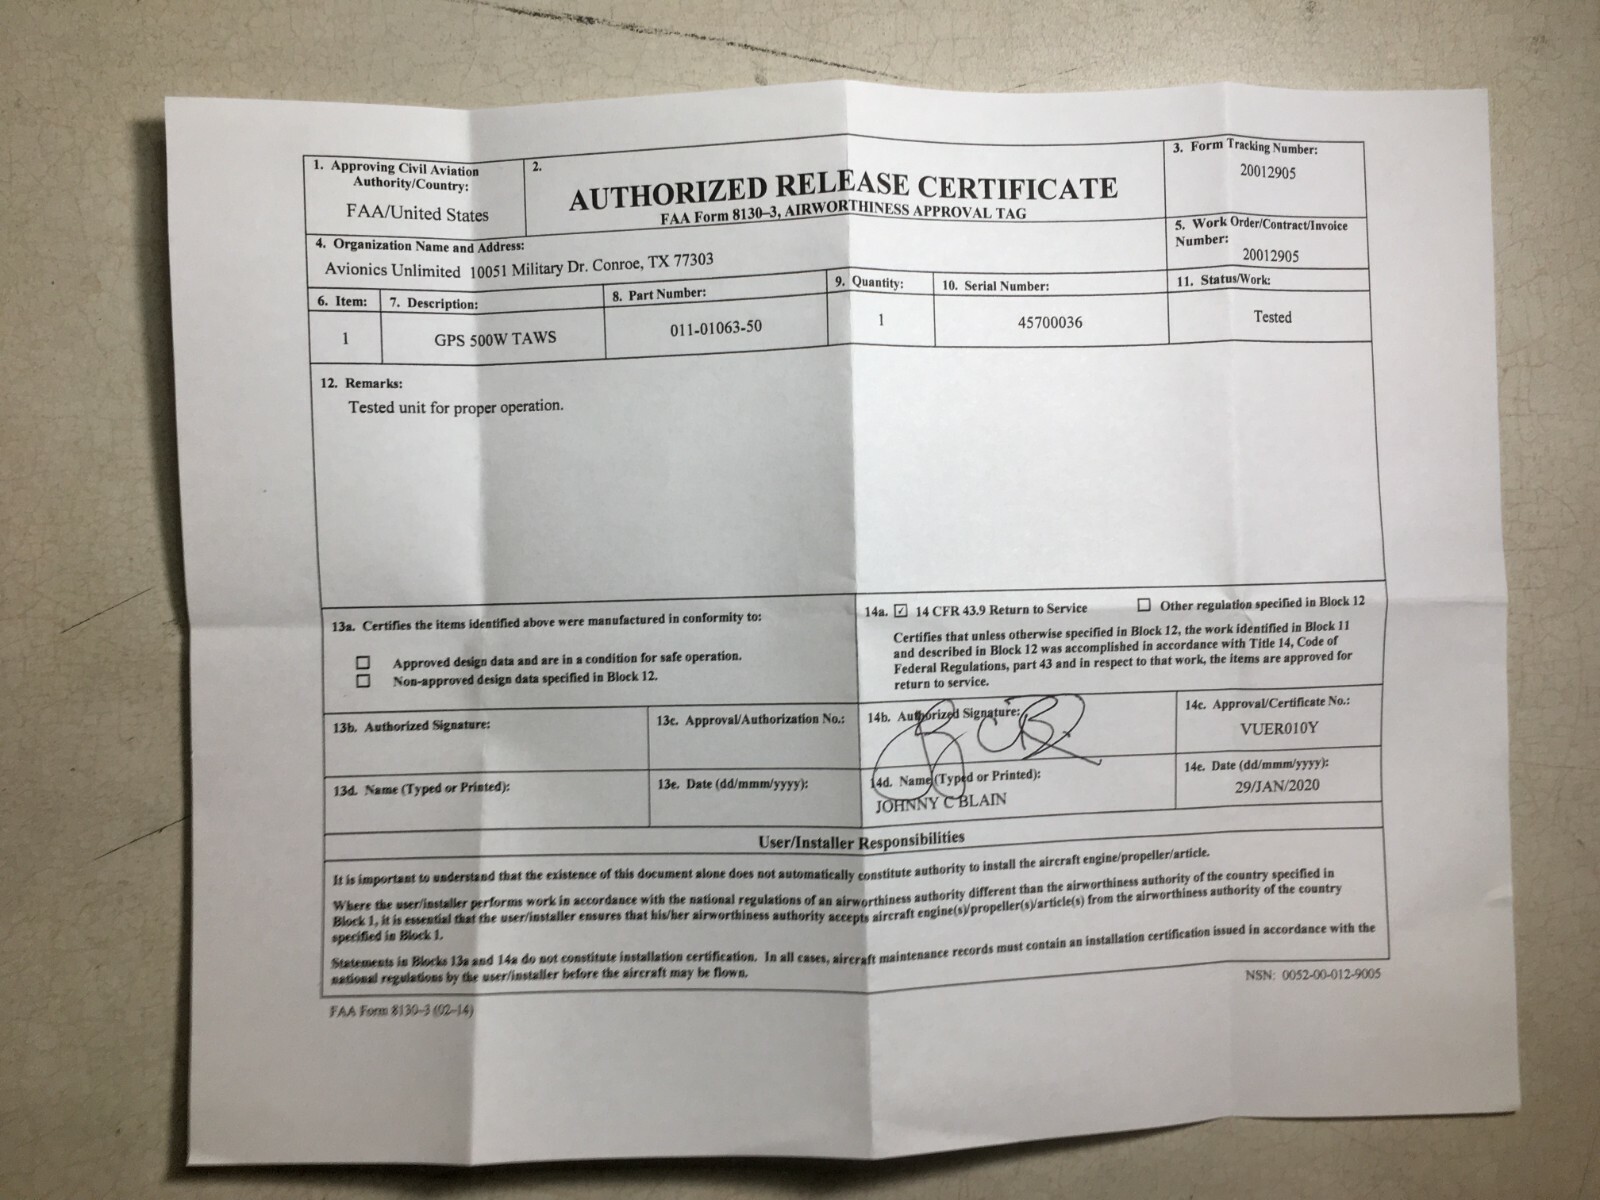 1. Approving Civil Aviation
Authority/Country:
FAA/United States
2.
AUTHORIZED RELEASE CERTIFICATE
FAA Form 8130–3, AIRWORTHINESS APPROVAL TAG
3. Form Tracking Number:
20012905
4. Organization Name and Address:
Avionics Unlimited 10051 Military Dr. Conroe, TX 77303
5. Work Order/Contract/Invoice
Number:
20012905
6. Item:
7. Description:
8. Part Number:
9. Quantity:
10. Serial Number:
11. Status/Work:
1
GPS 500W TAWS
011-01063-50
1
45700036
Tested
12. Remarks:
Tested unit for proper operation.
13a. Certifies the items identified above were manufactured in conformity to:
Approved design data and are in a condition for safe operation.
Non-approved design data specified in Block 12.
14a. 14 CFR 43.9 Return to Service
Other regulation specified in Block 12
Certifies that unless otherwise specified in Block 12, the work identified in Block 11
and described in Block 12 was accomplished in accordance with Title 14, Code of
Federal Regulations, part 43 and in respect to that work, the items are approved for
return to service.
13b. Authorized Signature:
13c. Approval/Authorization No.:
14b. Authorized Signature:
14c. Approval/Certificate No.:
VUER010Y
13d. Name (Typed or Printed):
13e. Date (dd/mmm/yyyy):
14d. Name (Typed or Printed):
JOHNNY C BLAIN
14e. Date (dd/mmm/yyyy):
29/JAN/2020
User/Installer Responsibilities
It is important to understand that the existence of this document alone does not automatically constitute authority to install the aircraft engine/propeller/article.
Where the user/installer performs work in accordance with the national regulations of an airworthiness authority different than the airworthiness authority of the country specified in
Block 1, it is essential that the user/installer ensures that his/her airworthiness authority accepts aircraft engine(s)/propeller(s)/article(s) from the airworthiness authority of the country
specified in Block 1.
Statements in Blocks 13a and 14a do not constitute installation certification. In all cases, aircraft maintenance records must contain an installation certification issued in accordance with the
national regulations by the user/installer before the aircraft may be flown.
FAA Form 8130–3 (02–14)
NSN: 0052-00-012-9005